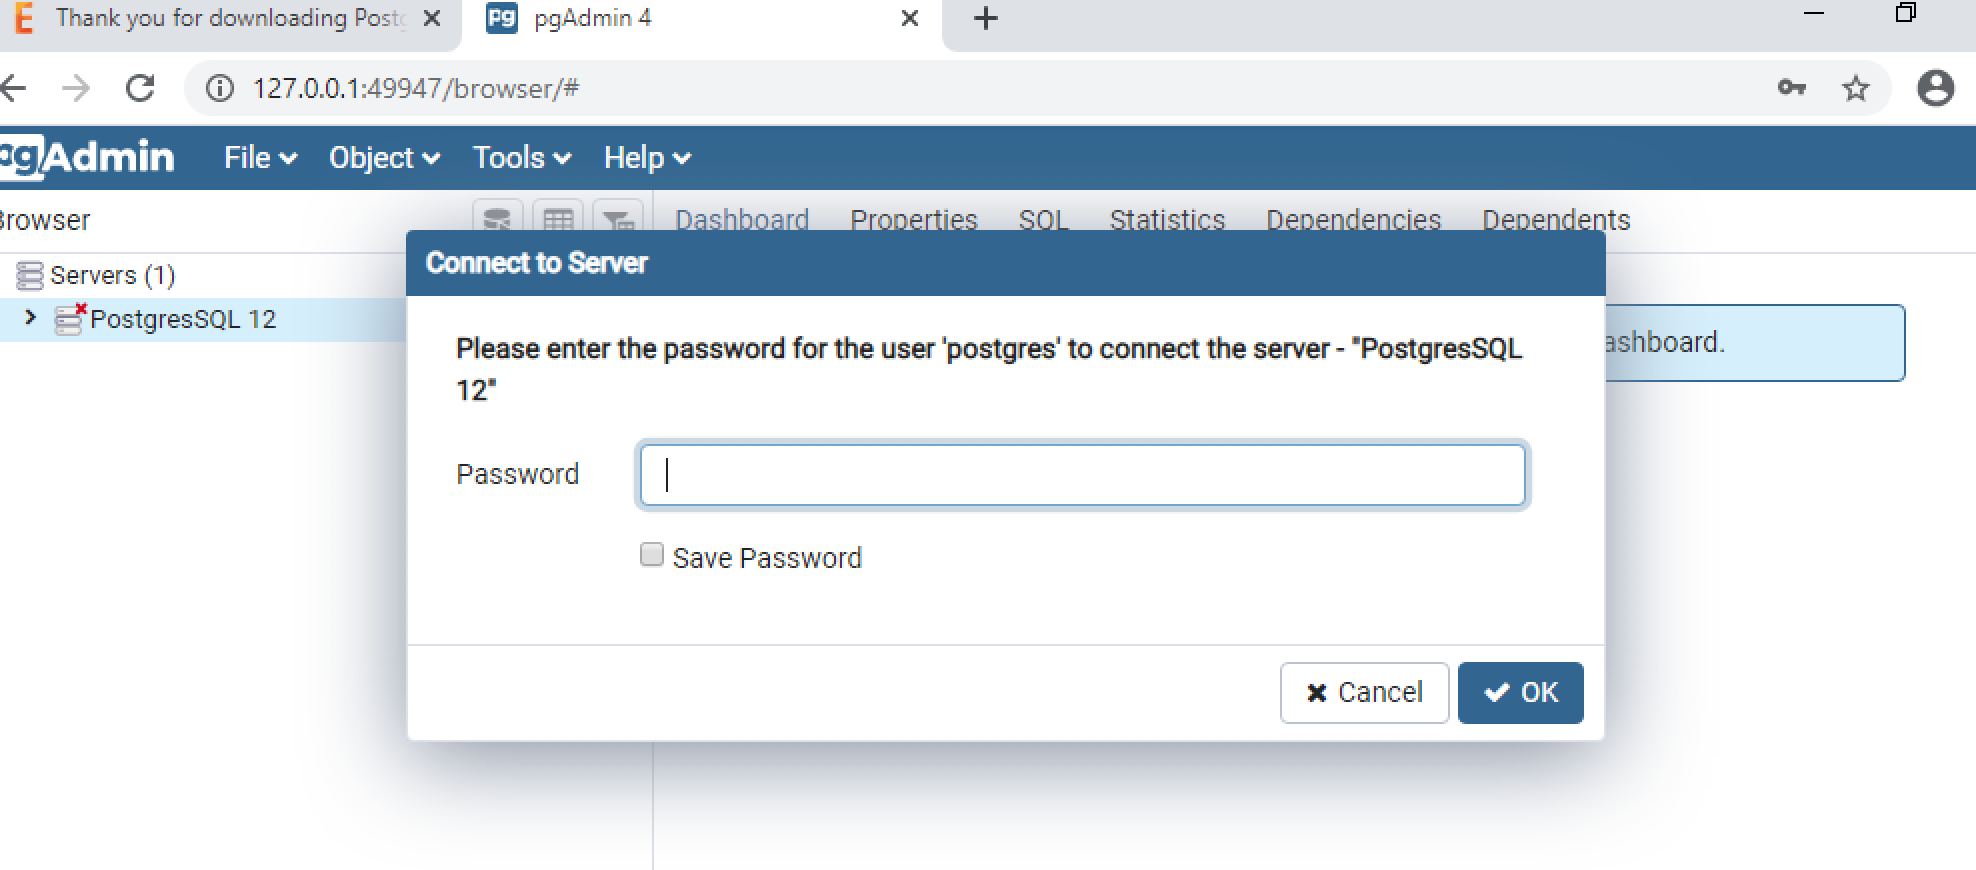 Thank you for downloading Postg
pgAdmin 4
127.0.0.1:49947/browser/#
pgAdmin File Object Tools Help
Browser Dashboard Properties SQL Statistics Dependencies Dependents
Servers (1)
PostgresSQL 12
Connect to Server
Please enter the password for the user 'postgres' to connect the server - "PostgresSQL
12"
ashboard.
Password
Save Password
Cancel OK